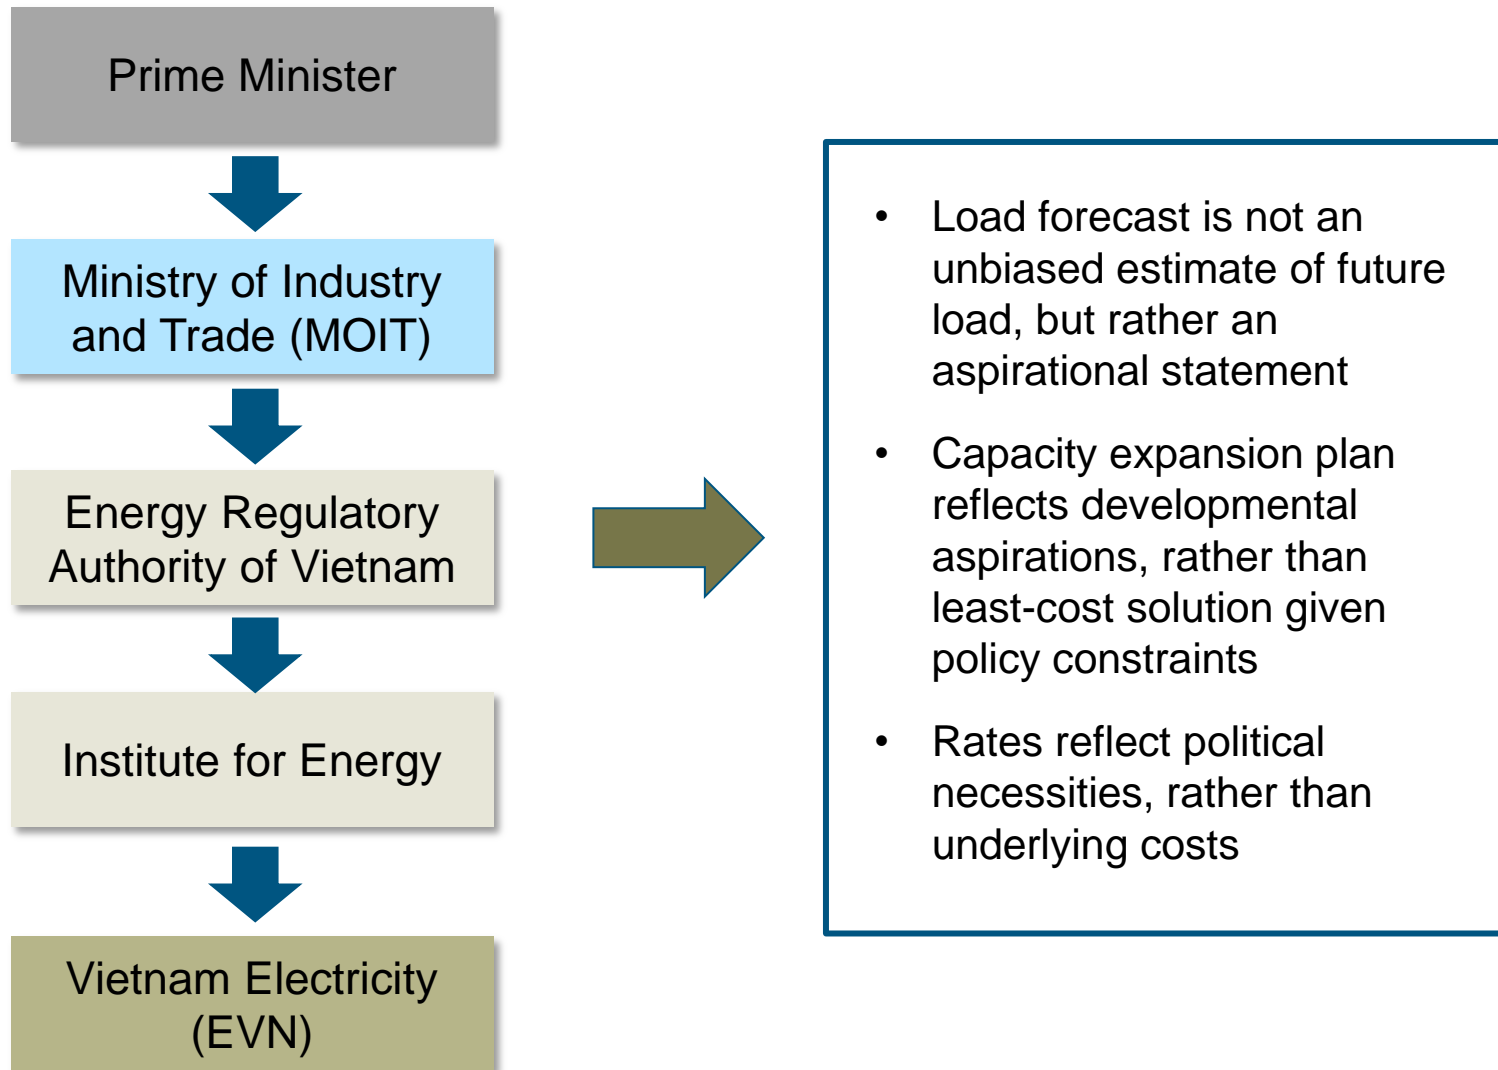 Prime Minister
Ministry of Industry
and Trade (MOIT)
Energy Regulatory
Authority of Vietnam
Institute for Energy
Vietnam Electricity
(EVN)
• Load forecast is not an
unbiased estimate of future
load, but rather an
aspirational statement
• Capacity expansion plan
reflects developmental
aspirations, rather than
least-cost solution given
policy constraints
• Rates reflect political
necessities, rather than
underlying costs